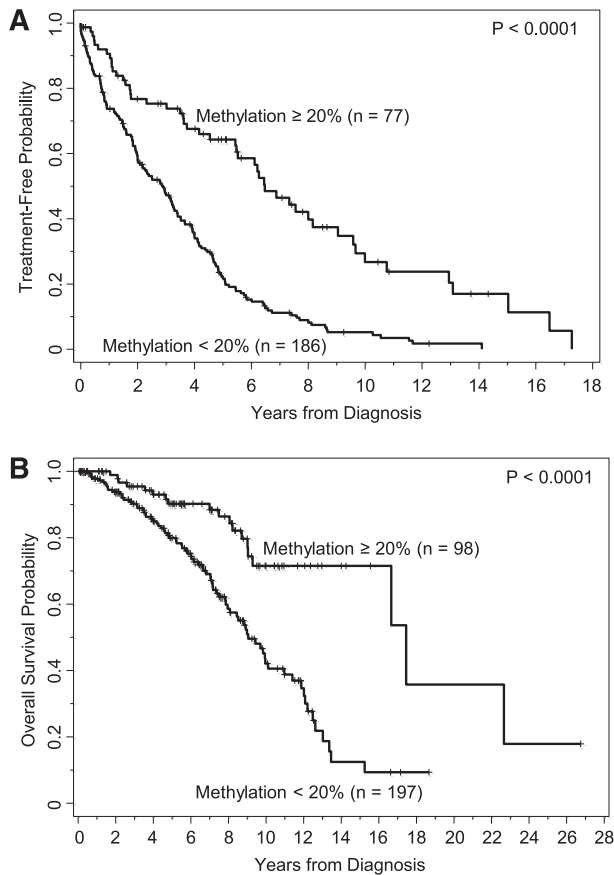 A
P < 0.0001
Methylation ≥ 20% (n = 77)
Methylation < 20% (n = 186)
Treatment-Free Probability
1.0
0.8
0.6
0.4
0.2
0
0 2 4 6 8 10 12 14 16 18
Years from Diagnosis
B
P < 0.0001
Methylation ≥ 20% (n = 98)
Methylation < 20% (n = 197)
Overall Survival Probability
1.0
0.8
0.6
0.4
0.2
0
0 2 4 6 8 10 12 14 16 18 20 22 24 26 28
Years from Diagnosis